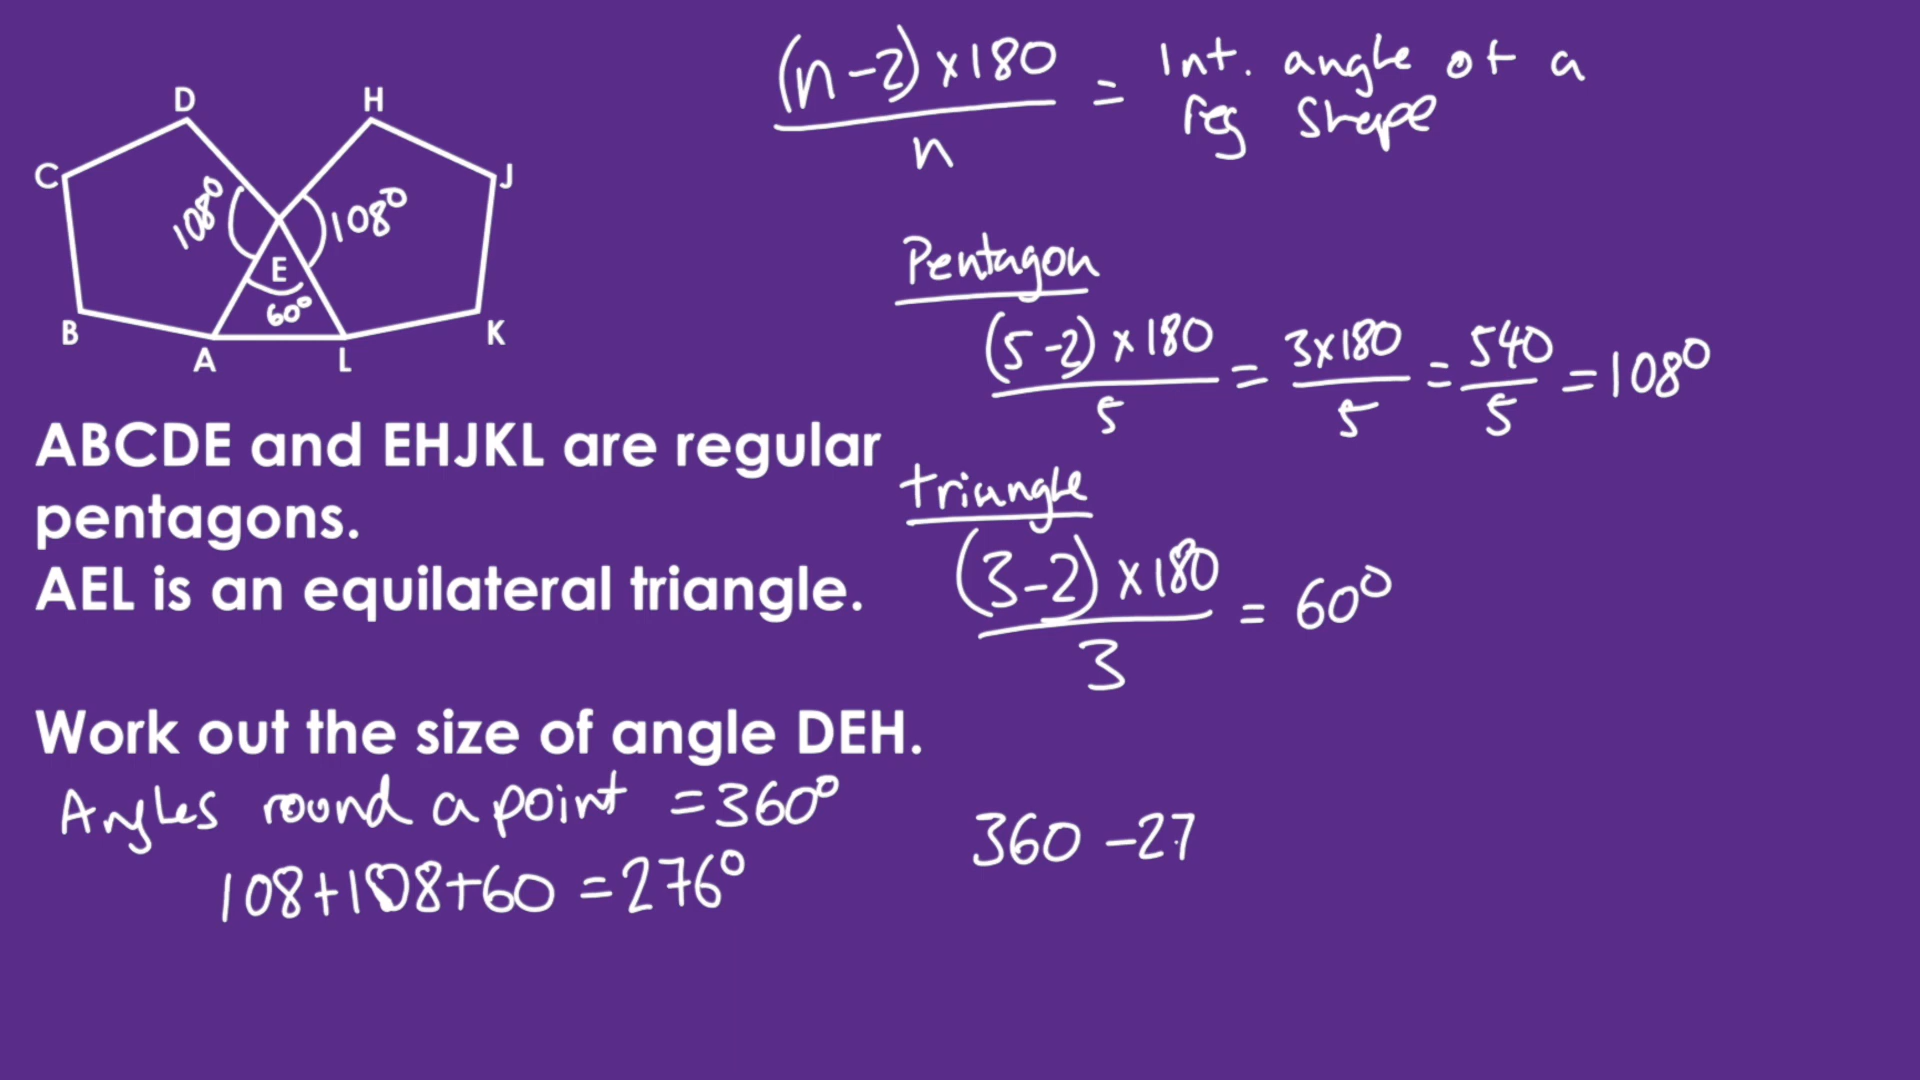 (n-2)×180
n
= Int. angle of a
reg shape
D
H
C
J
108°
108°
E
60°
B
K
A
L
Pentagon
(5-2)×180
5
= 3×180
5
= 540
5
= 108°
ABCDE and EHJKL are regular
pentagons.
AEL is an equilateral triangle.
triangle
(3-2)×180
3
= 60°
Work out the size of angle DEH.
Angles round a point = 360°
108+108+60 = 276°
360 -27